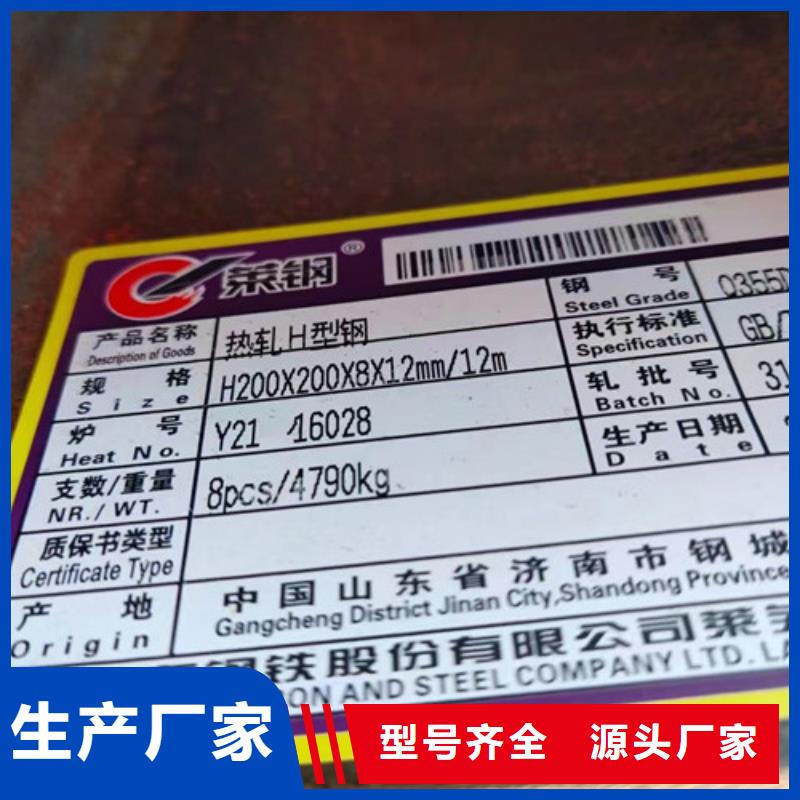 莱钢®
钢 号 Q355D
Steel Grade
产品名称 热轧H型钢
Description of Goods
执行标准 GB/
Specification
规 格 H200X200X8X12mm/12m
Size
轧批号 31
Batch No.
炉 号 Y21 16028
Heat No.
生产日期
Date
支数/重量 8pcs/4790kg
NR./WT.
质保书类型
Certificate Type
产 地 中国山东省济南市钢城
Origin Gangcheng District Jinan City,Shandong Province
钢铁股份有限公司莱芜
ON AND STEEL COMPANY LTD. LA
生产厂家
型号齐全 源头厂家